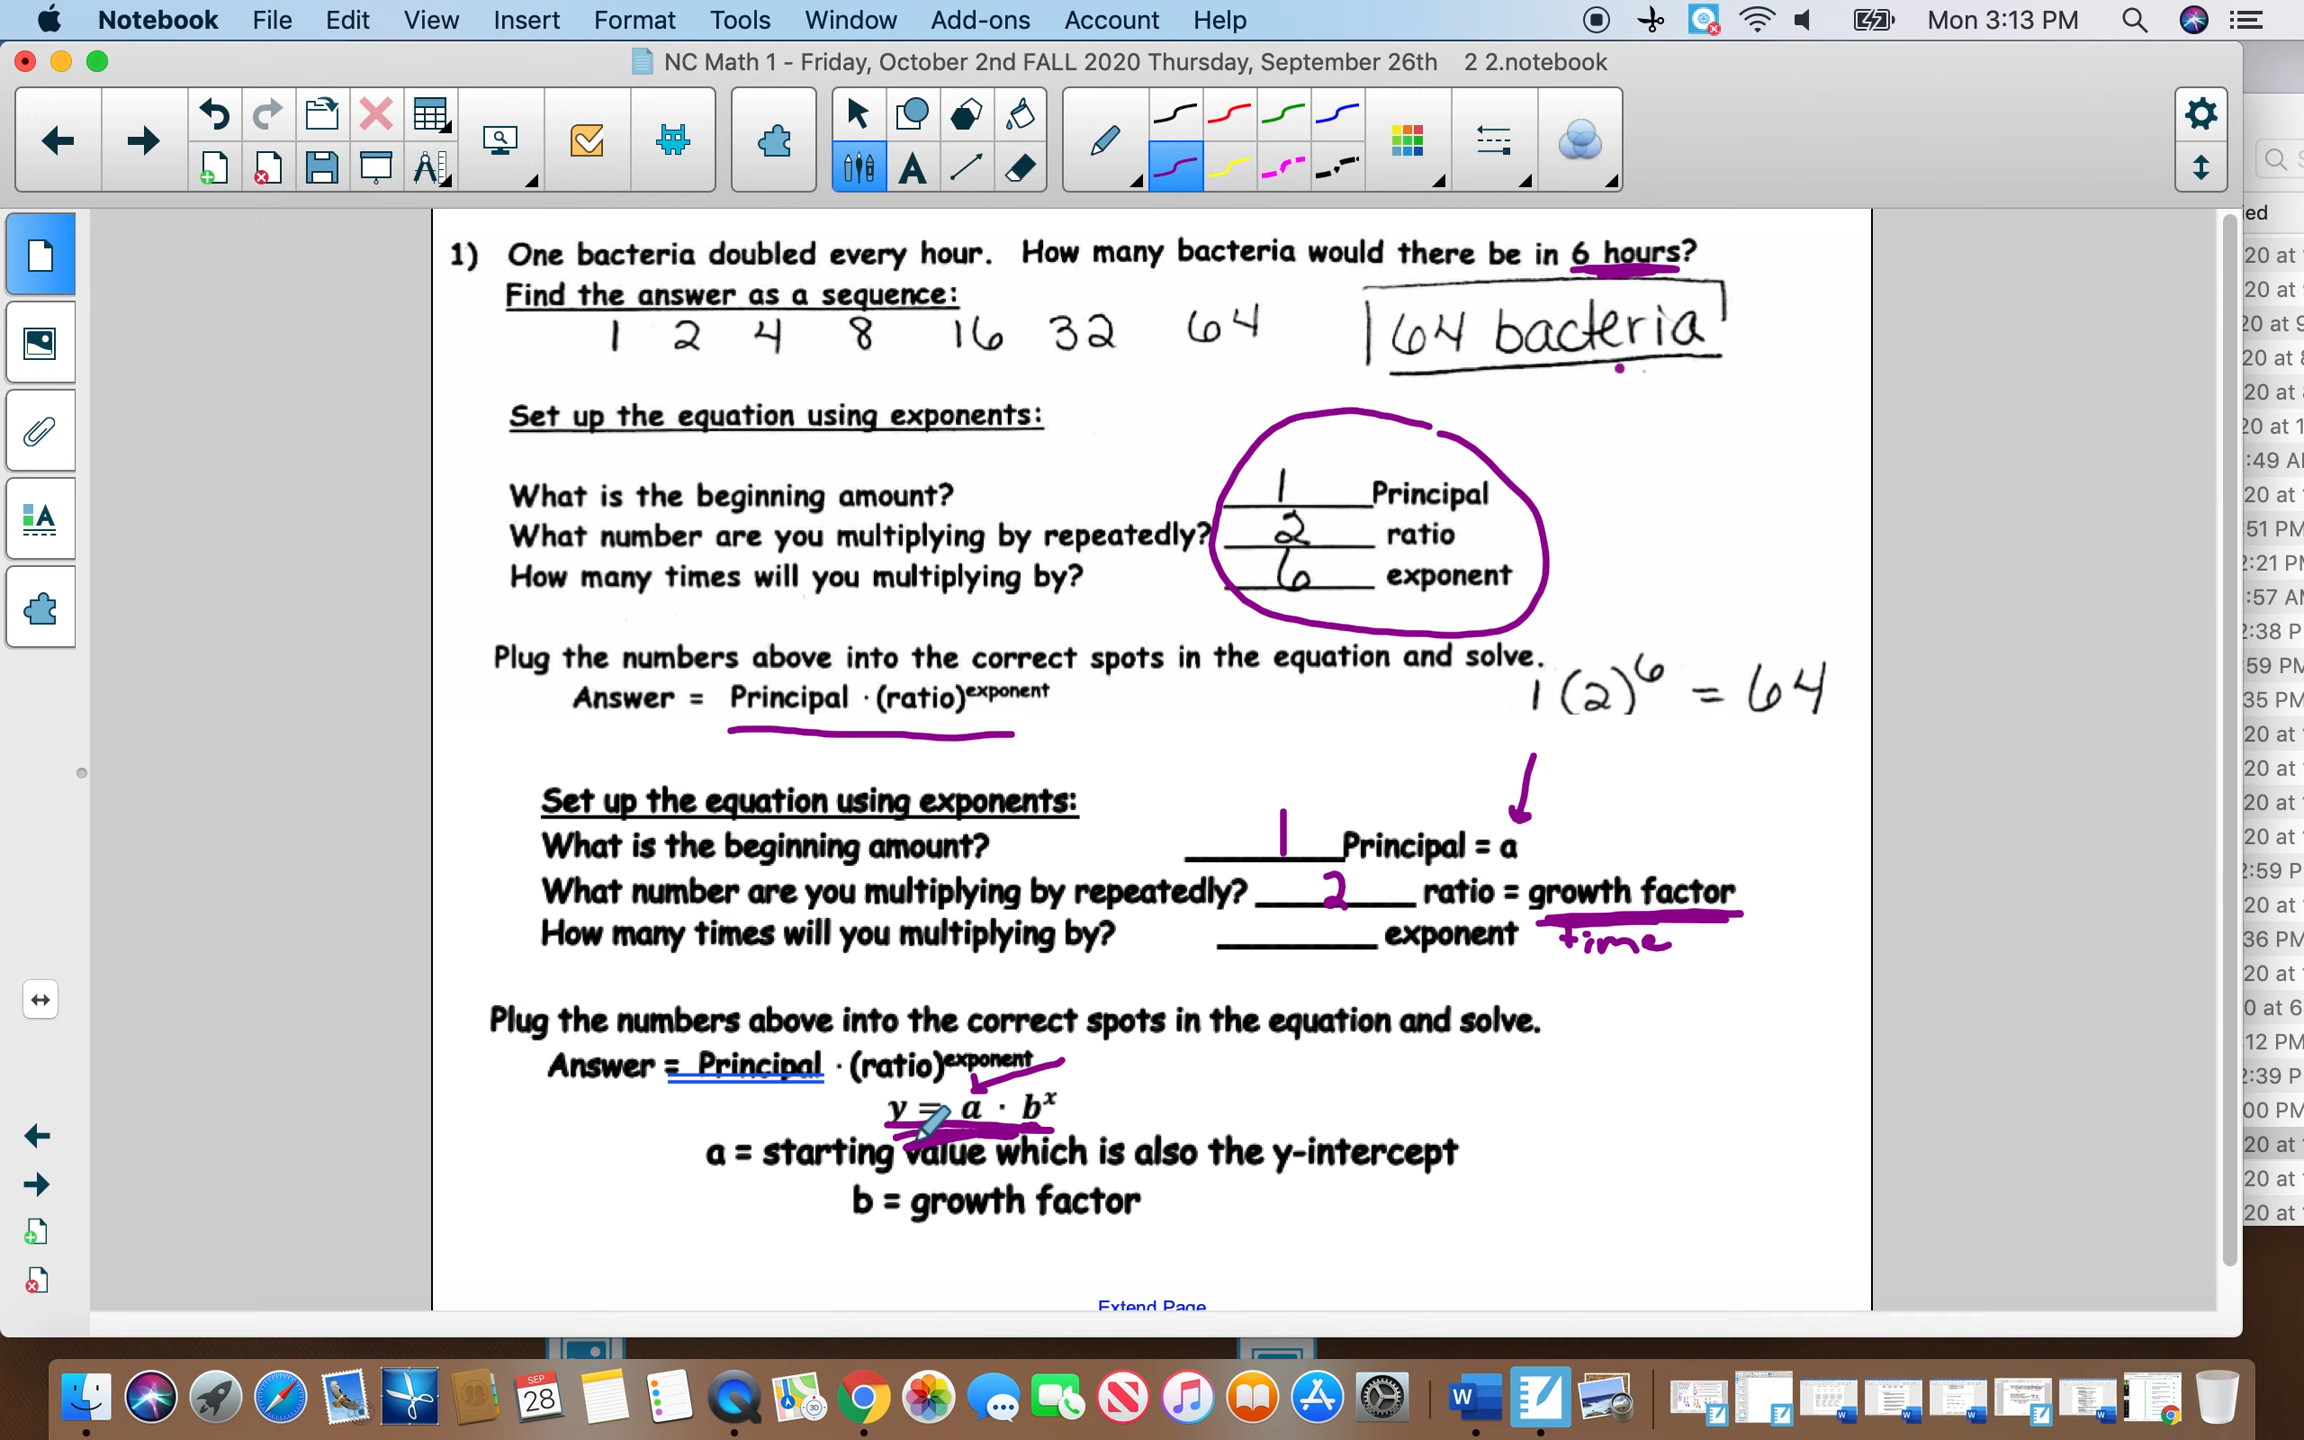 Notebook File Edit View Insert Format Tools Window Add-ons Account Help Mon 3:13 PM
NC Math 1 - Friday, October 2nd FALL 2020 Thursday, September 26th 2 2.notebook
1) One bacteria doubled every hour. How many bacteria would there be in 6 hours?
Find the answer as a sequence:
1 2 4 8 16 32 64 64 bacteria
Set up the equation using exponents:
What is the beginning amount? 1 Principal
What number are you multiplying by repeatedly? 2 ratio
How many times will you multiplying by? 6 exponent
Plug the numbers above into the correct spots in the equation and solve.
Answer = Principal · (ratio)^exponent 1(2)^6 = 64
Set up the equation using exponents:
What is the beginning amount? 1 Principal = a
What number are you multiplying by repeatedly? 2 ratio = growth factor
How many times will you multiplying by? exponent time
Plug the numbers above into the correct spots in the equation and solve.
Answer = Principal · (ratio)^exponent
y = a · b^x
a = starting value which is also the y-intercept
b = growth factor
Extend Page
SEP
28